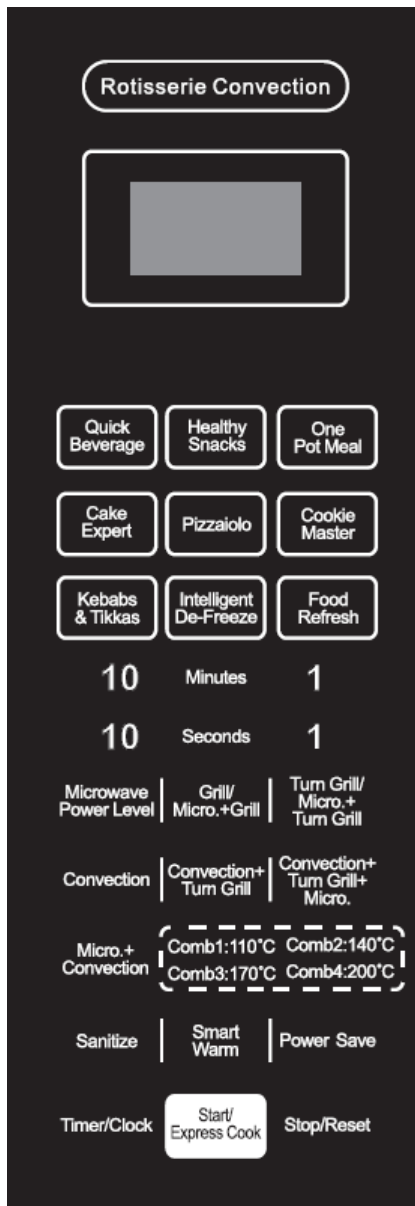 Rotisserie Convection
Quick
Beverage
Healthy
Snacks
One
Pot Meal
Cake
Expert
Pizzaiolo
Cookie
Master
Kebabs
& Tikkas
Intelligent
De-Freeze
Food
Refresh
10 Minutes 1
10 Seconds 1
Microwave
Power Level
Grill/
Micro.+Grill
Turn Grill/
Micro.+
Turn Grill
Convection
Convection+
Turn Grill
Convection+
Turn Grill+
Micro.
Micro.+
Convection
Comb1:110°C Comb2:140°C
Comb3:170°C Comb4:200°C
Sanitize
Smart
Warm
Power Save
Timer/Clock
Start/
Express Cook
Stop/Reset